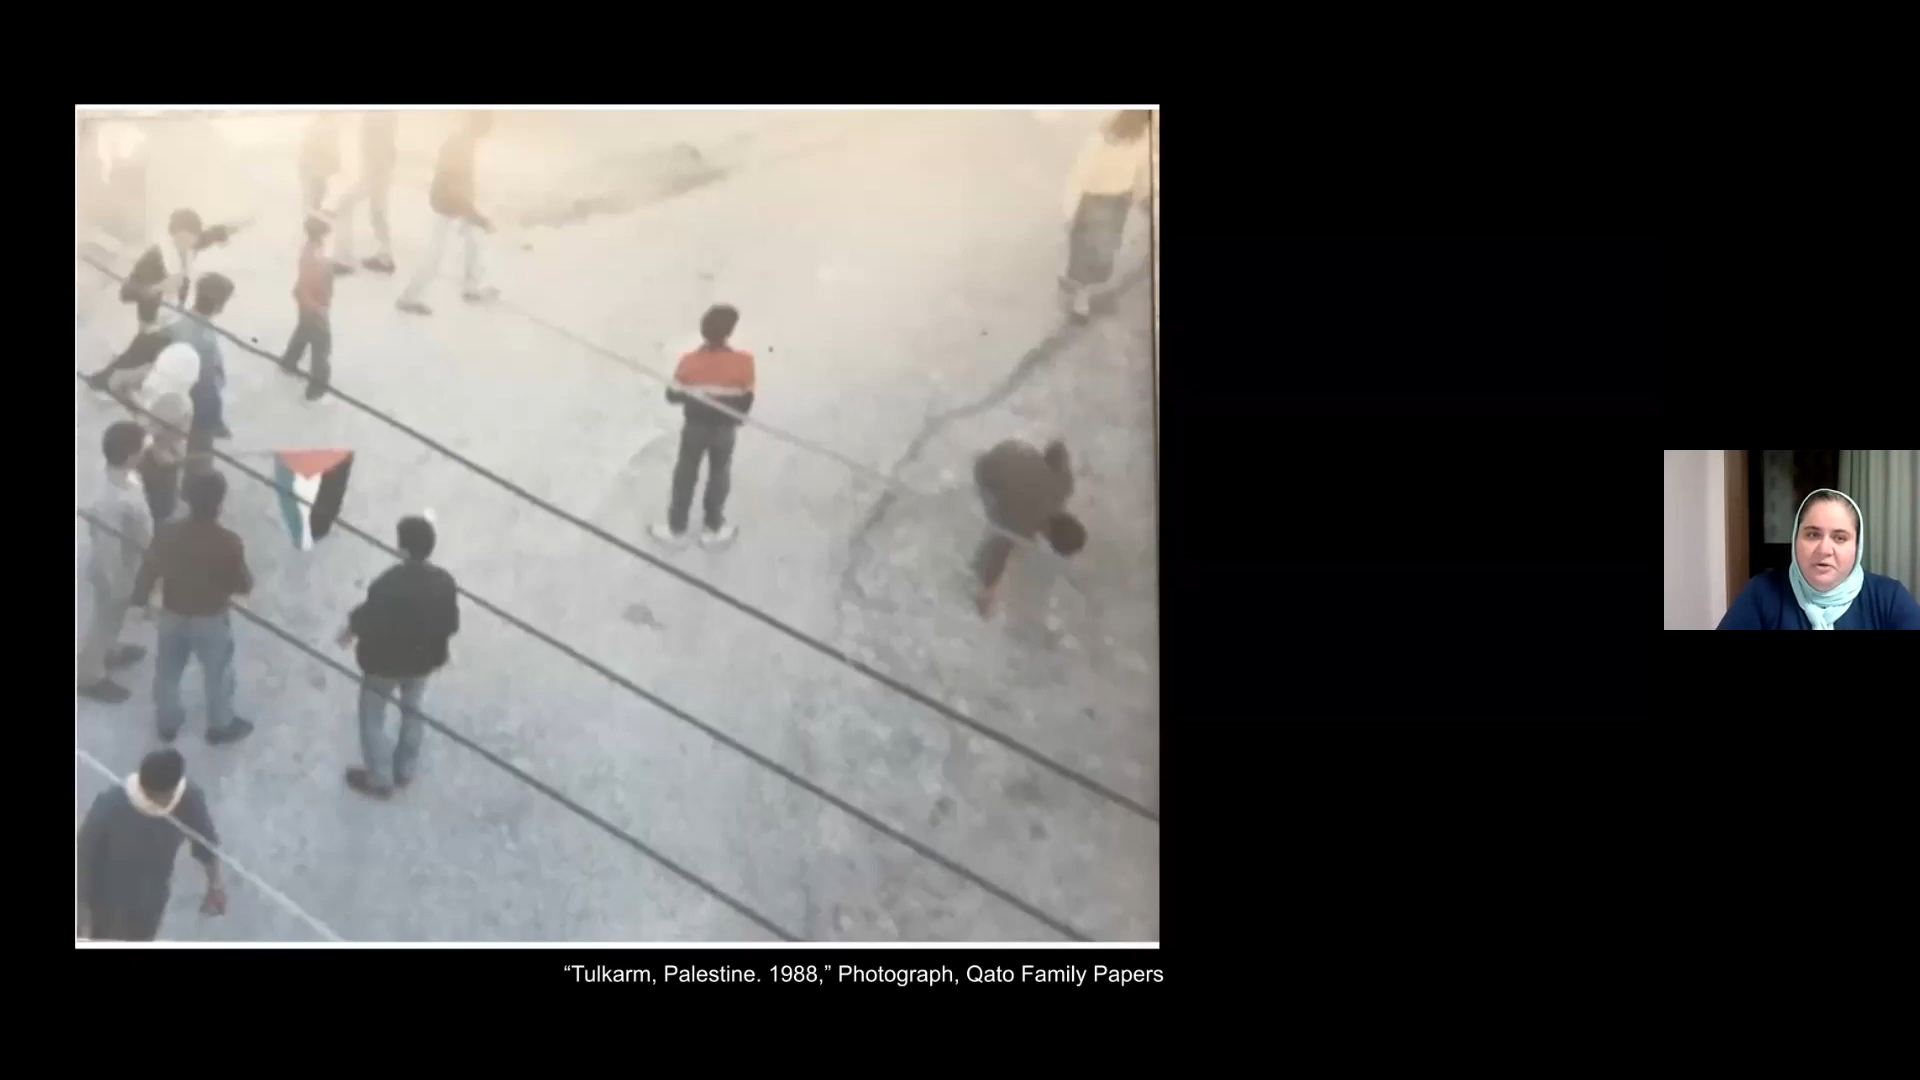 “Tulkarm, Palestine. 1988,” Photograph, Qato Family Papers